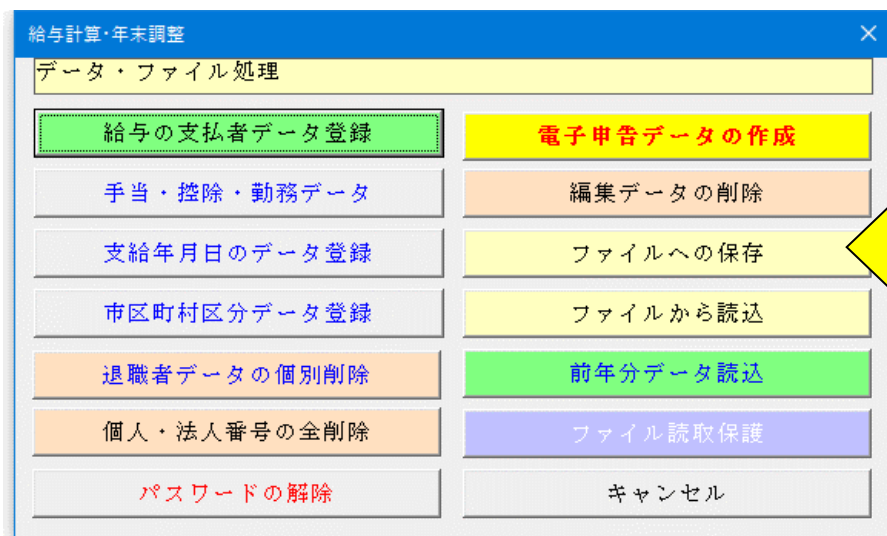 給与計算･年末調整
データ・ファイル処理
給与の支払者データ登録
電子申告データの作成
手当・控除・勤務データ
編集データの削除
支給年月日のデータ登録
ファイルへの保存
市区町村区分データ登録
ファイルから読込
退職者データの個別削除
前年分データ読込
個人・法人番号の全削除
ファイル読取保護
パスワードの解除
キャンセル